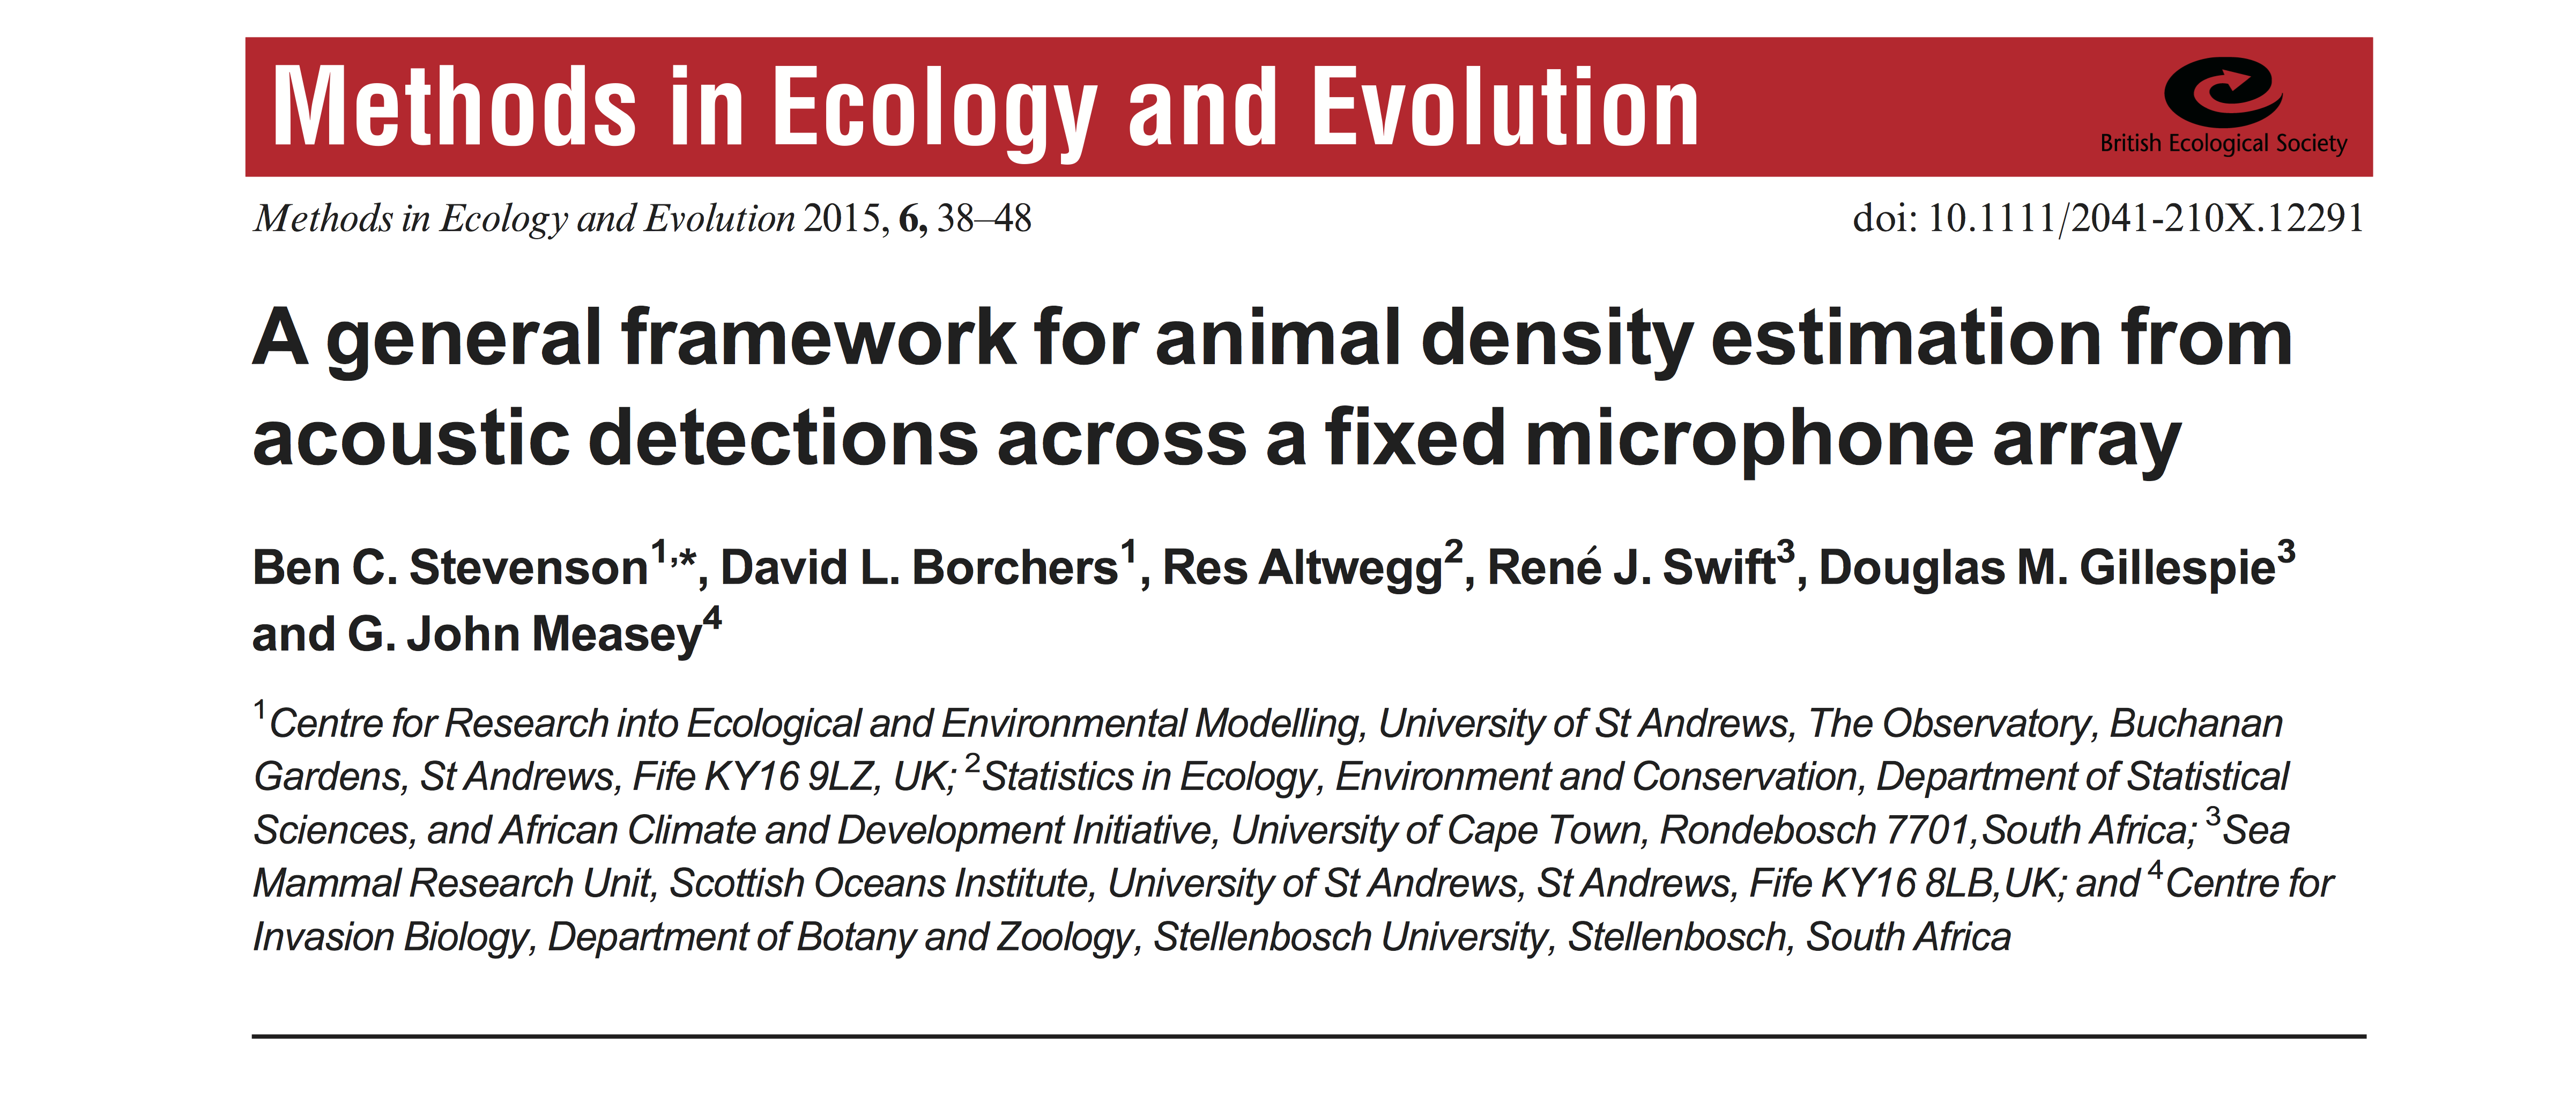 Methods in Ecology and Evolution
British Ecological Society
Methods in Ecology and Evolution 2015, 6, 38–48
doi: 10.1111/2041-210X.12291
A general framework for animal density estimation from
acoustic detections across a fixed microphone array
Ben C. Stevenson1,*, David L. Borchers1, Res Altwegg2, René J. Swift3, Douglas M. Gillespie3
and G. John Measey4
1Centre for Research into Ecological and Environmental Modelling, University of St Andrews, The Observatory, Buchanan
Gardens, St Andrews, Fife KY16 9LZ, UK; 2Statistics in Ecology, Environment and Conservation, Department of Statistical
Sciences, and African Climate and Development Initiative, University of Cape Town, Rondebosch 7701,South Africa; 3Sea
Mammal Research Unit, Scottish Oceans Institute, University of St Andrews, St Andrews, Fife KY16 8LB,UK; and 4Centre for
Invasion Biology, Department of Botany and Zoology, Stellenbosch University, Stellenbosch, South Africa